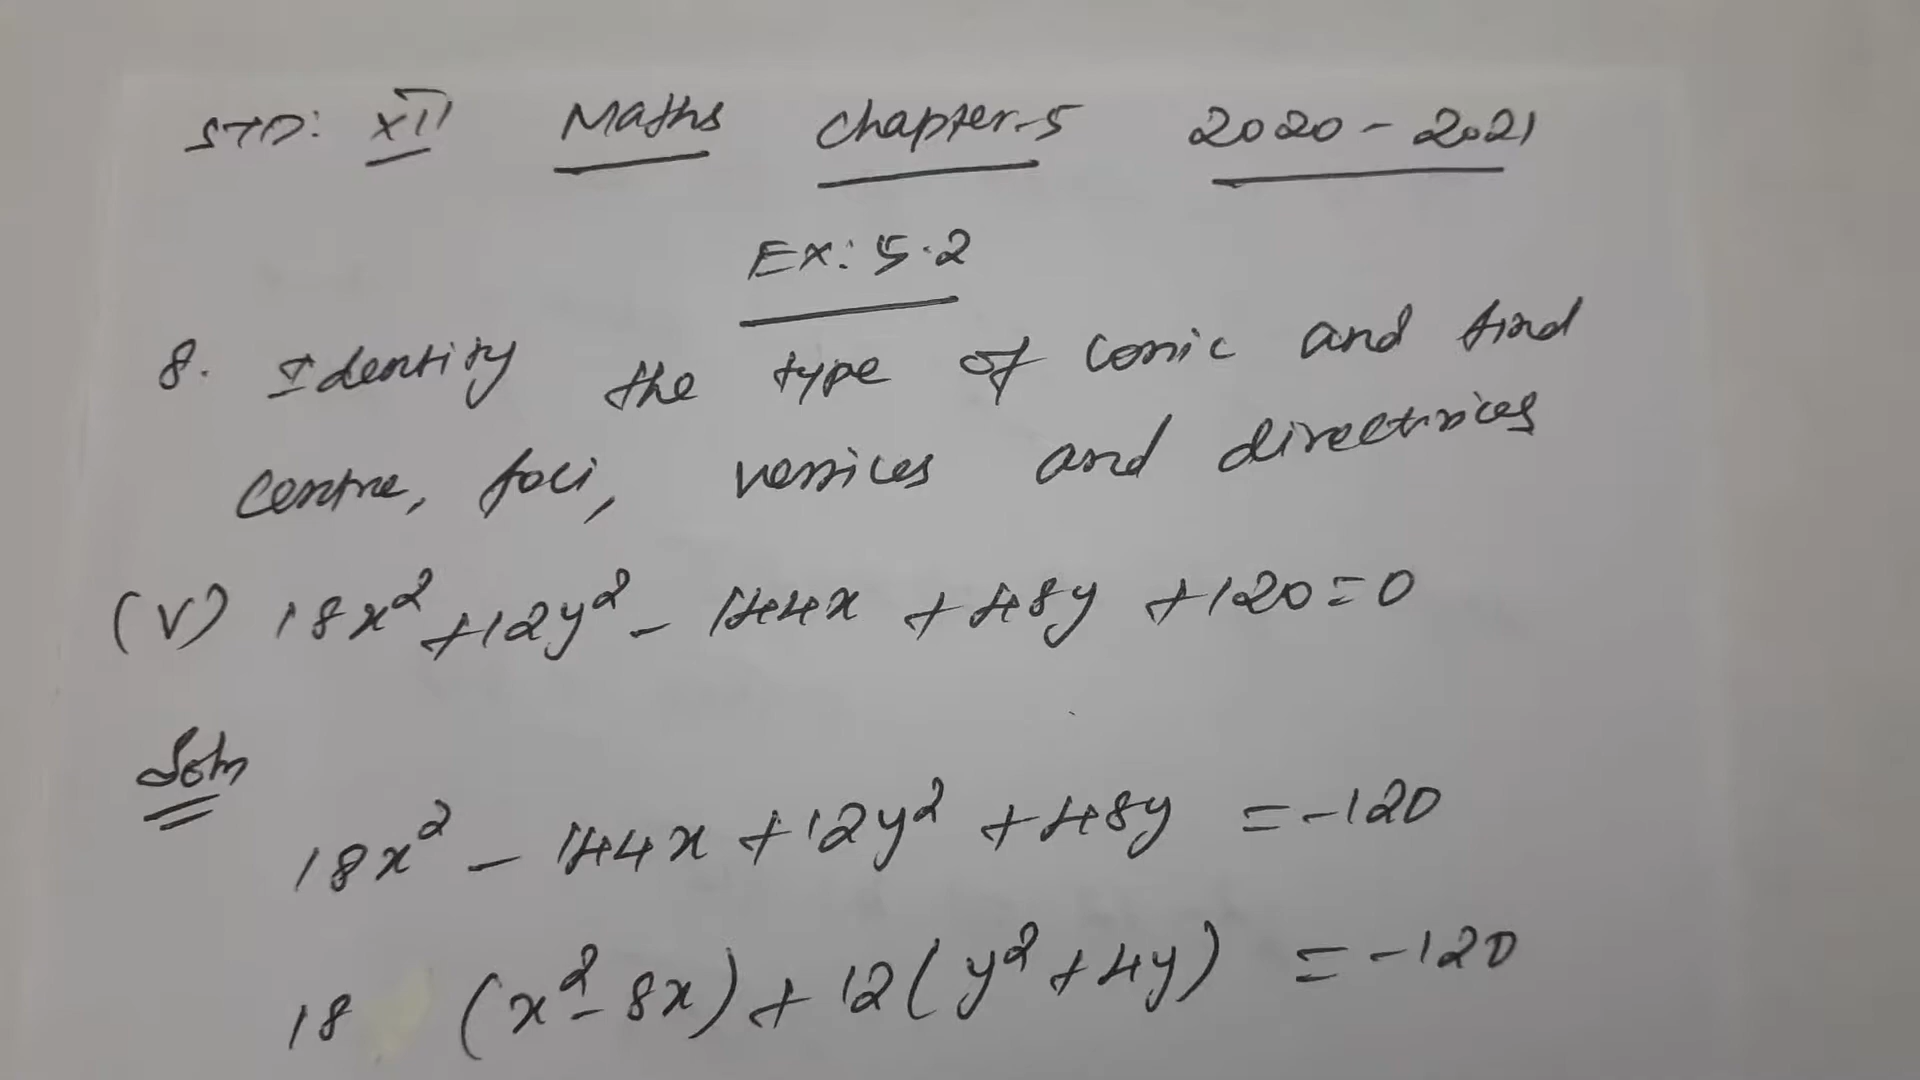 STD: XII Maths Chapter-5 2020-2021
Ex: 5.2
8. Identify the type of conic and find
centre, foci, vertices and directrices
(V) 18x² + 12y² - 144x + 48y + 120 = 0
Soln
18x² - 144x + 12y² + 48y = -120
18 (x² - 8x) + 12 (y² + 4y) = -120